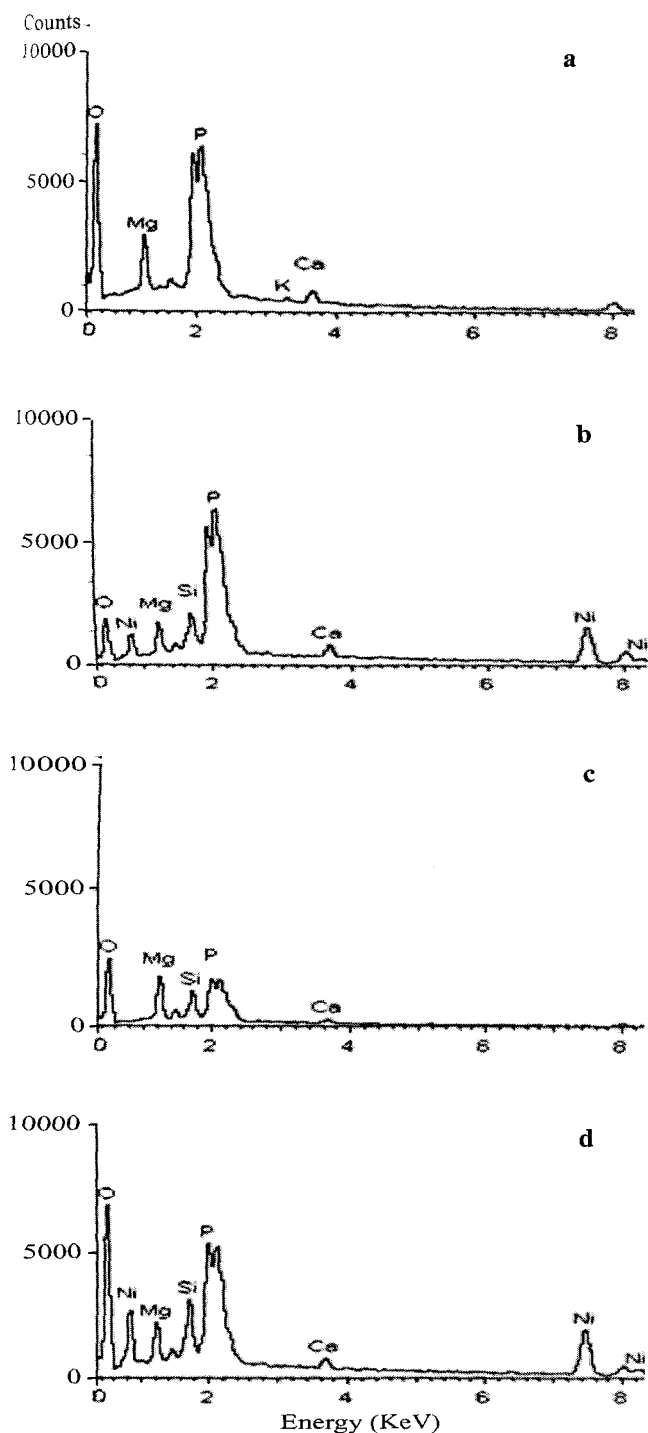 Counts
10000
a
O
P
5000
Mg
Ca
K
0
0 2 4 6 8
10000
b
P
5000
Si
O Ni Mg
Ni
Ca
Ni
0
0 2 4 6 8
10000
c
5000
O
Mg
P
Si
Ca
0
0 2 4 6 8
10000
d
O
P
5000
Ni
Si
Mg
Ni
Ca
Ni
0
0 2 4 6 8
Energy (KeV)